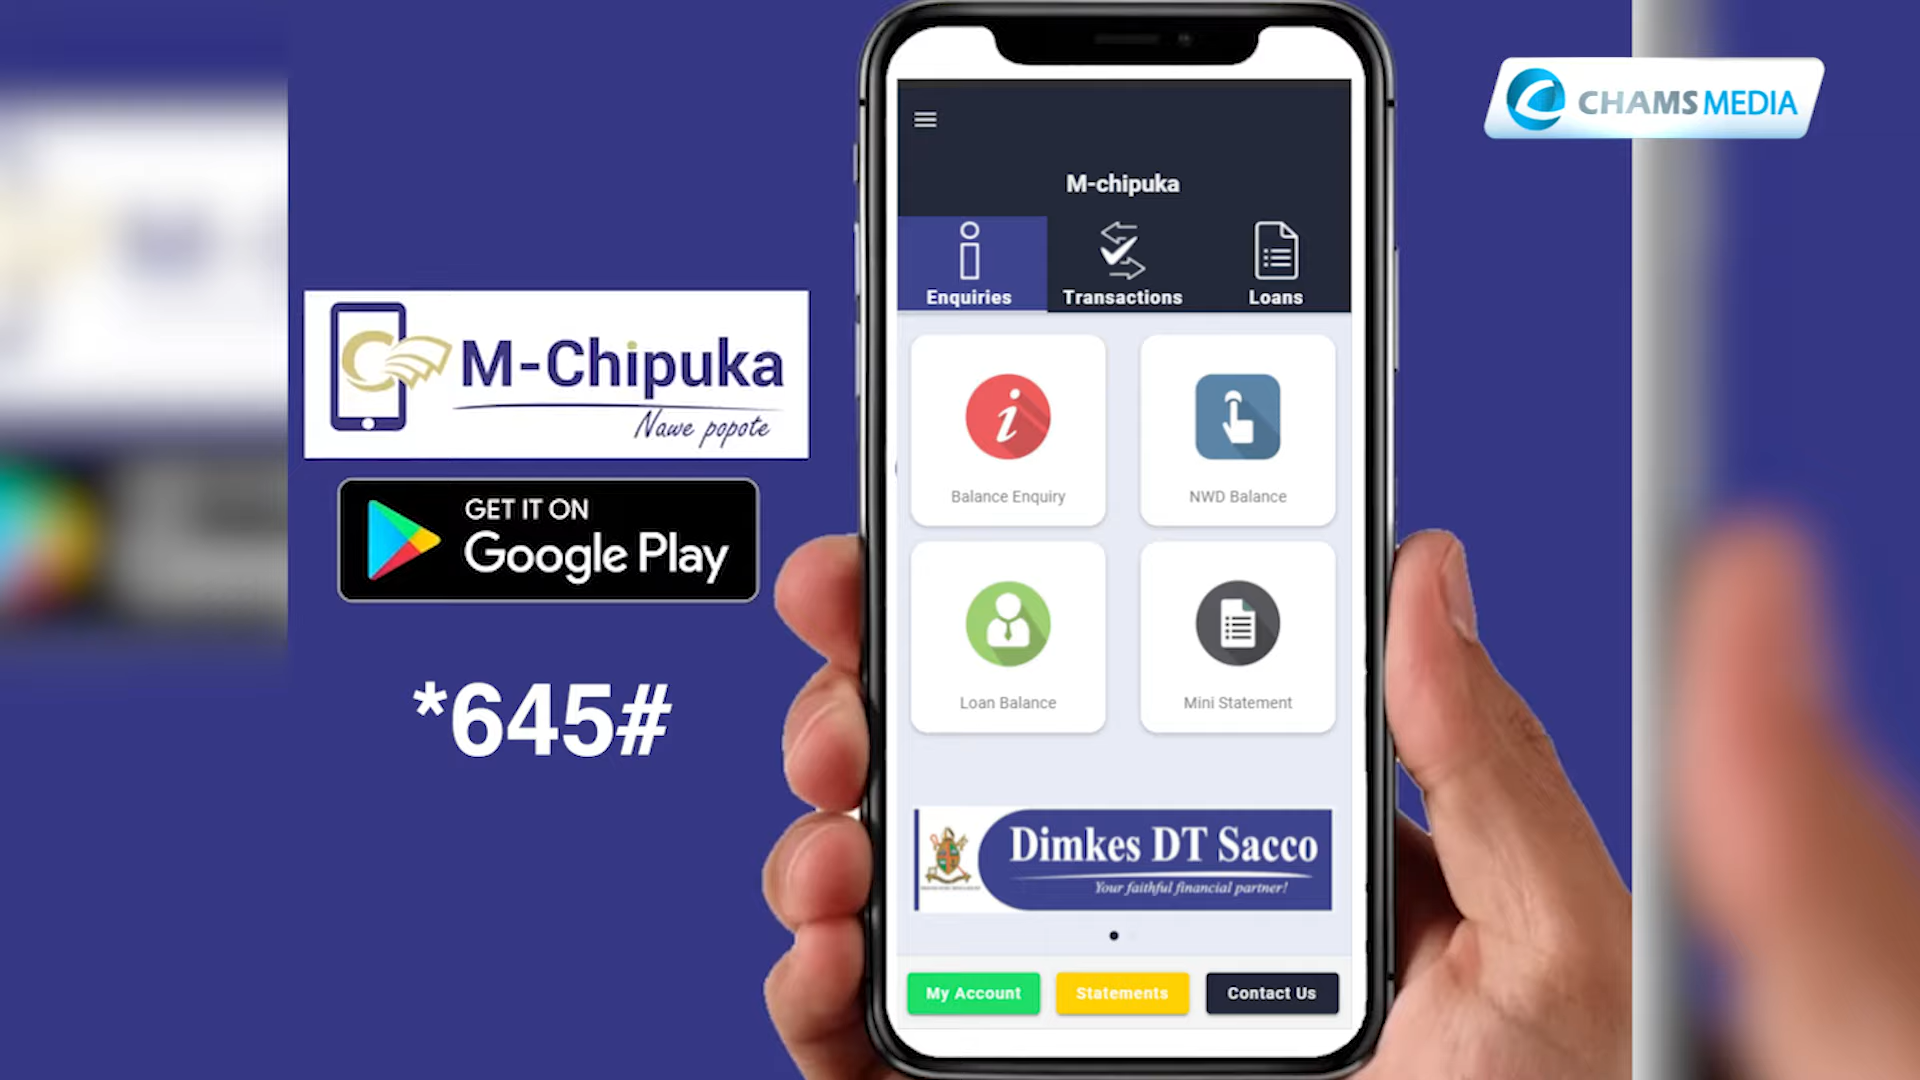 CHAMS MEDIA
M-Chipuka
Nawe popote
GET IT ON
Google Play
*645#
M-chipuka
Enquiries
Transactions
Loans
Balance Enquiry
NWD Balance
Loan Balance
Mini Statement
Dimkes DT Sacco
Your faithful financial partner!
My Account
Statements
Contact Us